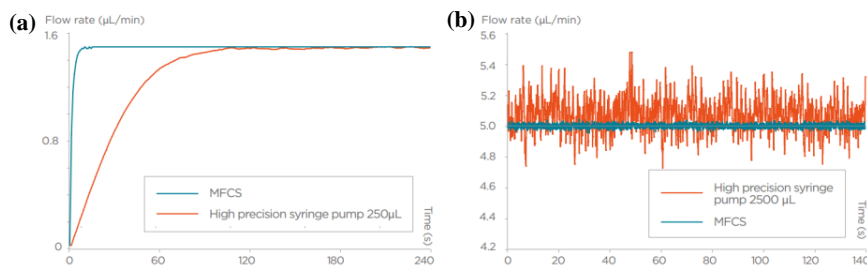 (a)
Flow rate (µL/min)
1.6
0.8
0
MFCS
High precision syringe pump 250µL
Time (s)
0
60
120
180
240
(b)
Flow rate (µL/min)
5.6
5.4
5.2
5.0
4.8
4.6
4.4
4.2
High precision syringe
pump 2500 µL
MFCS
Time (s)
0
20
40
60
80
100
120
140